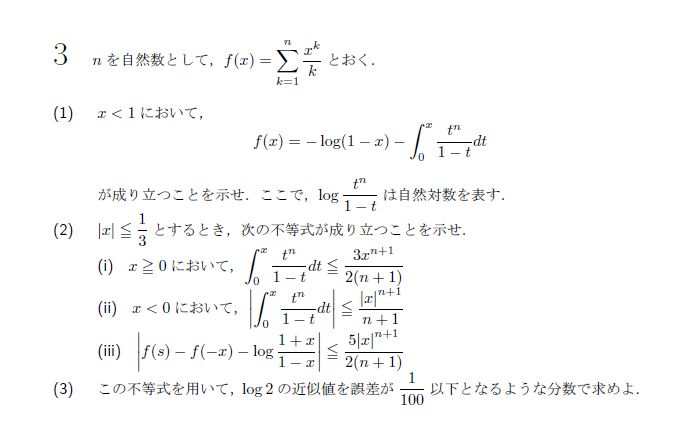 3 nを自然数として，f(x) = \sum_{k=1}^{n} \frac{x^k}{k} とおく．
(1) x < 1 において，
f(x) = -\log(1-x) - \int_0^x \frac{t^n}{1-t} dt
が成り立つことを示せ．ここで，\log \frac{t^n}{1-t} は自然対数を表す．
(2) |x| ≦ \frac{1}{3} とするとき，次の不等式が成り立つことを示せ．
(i) x ≧ 0 において，\int_0^x \frac{t^n}{1-t} dt ≦ \frac{3x^{n+1}}{2(n+1)}
(ii) x < 0 において，\left| \int_0^x \frac{t^n}{1-t} dt \right| ≦ \frac{|x|^{n+1}}{n+1}
(iii) \left| f(s) - f(-x) - \log \frac{1+x}{1-x} \right| ≦ \frac{5|x|^{n+1}}{2(n+1)}
(3) この不等式を用いて，\log 2 の近似値を誤差が \frac{1}{100} 以下となるような分数で求めよ．